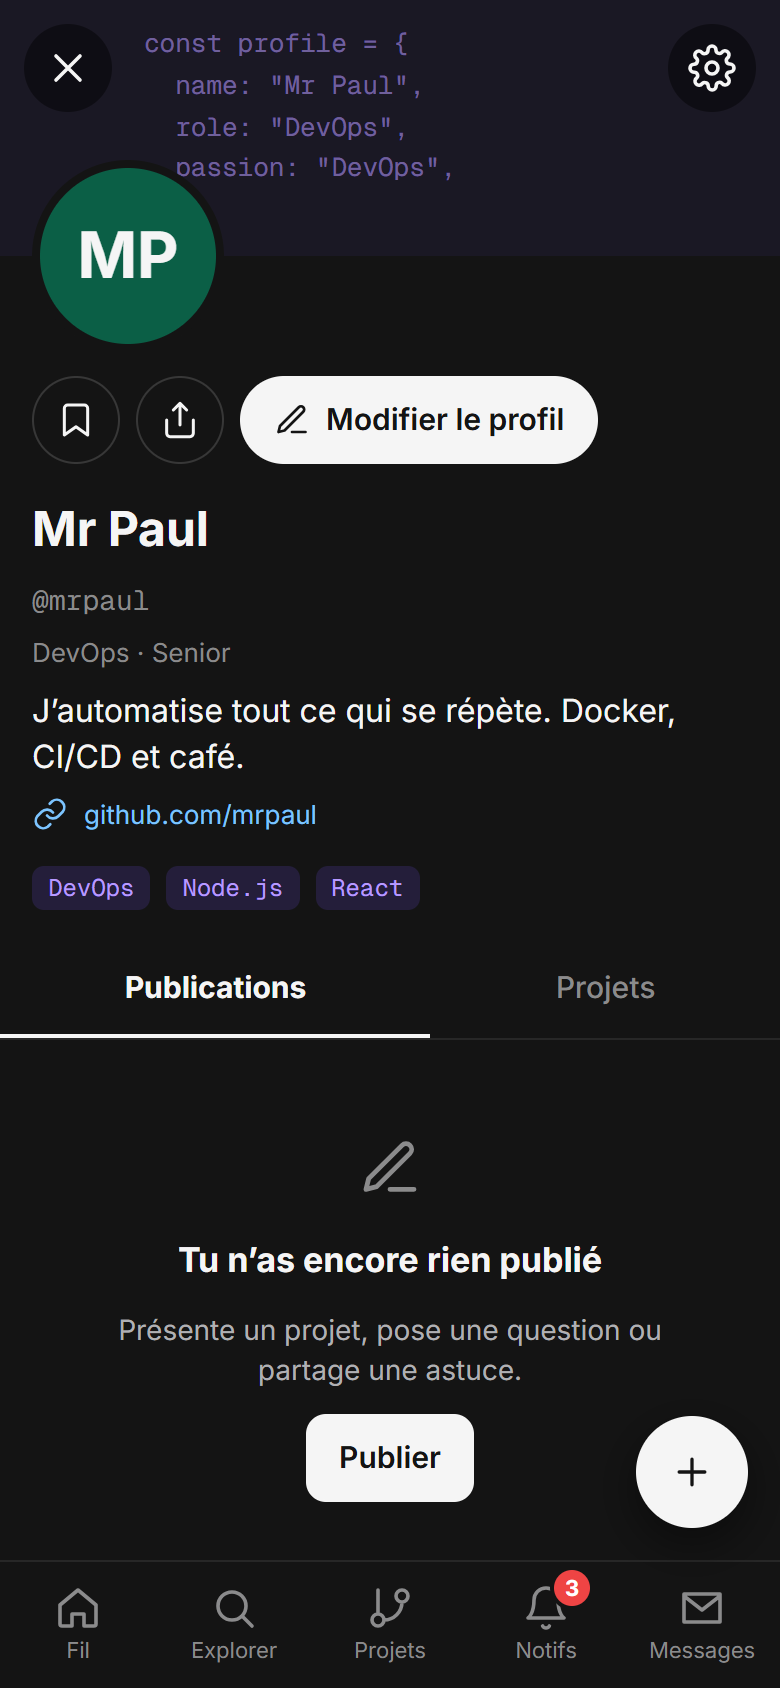 const profile = {
name: "Mr Paul",
role: "DevOps",
passion: "DevOps",
MP
Modifier le profil
Mr Paul
@mrpaul
DevOps · Senior
J’automatise tout ce qui se répète. Docker,
CI/CD et café.
github.com/mrpaul
DevOps Node.js React
Publications Projets
Tu n’as encore rien publié
Présente un projet, pose une question ou
partage une astuce.
Publier
3
Fil Explorer Projets Notifs Messages